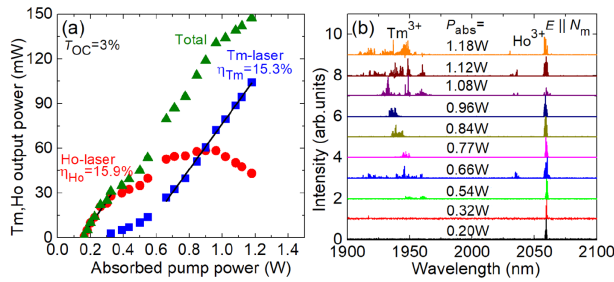 (a)
150
120
90
60
30
0
Tm,Ho output power (mW)
T_OC=3%
Total
Tm-laser
η_Tm=15.3%
Ho-laser
η_Ho=15.9%
0.0 0.2 0.4 0.6 0.8 1.0 1.2 1.4
Absorbed pump power (W)
(b)
10
8
6
4
2
0
Intensity (arb.units)
Tm³⁺ P_abs= Ho³⁺ E || N_m
1.18W
1.12W
1.08W
0.96W
0.84W
0.77W
0.66W
0.54W
0.32W
0.20W
1900 1950 2000 2050 2100
Wavelength (nm)